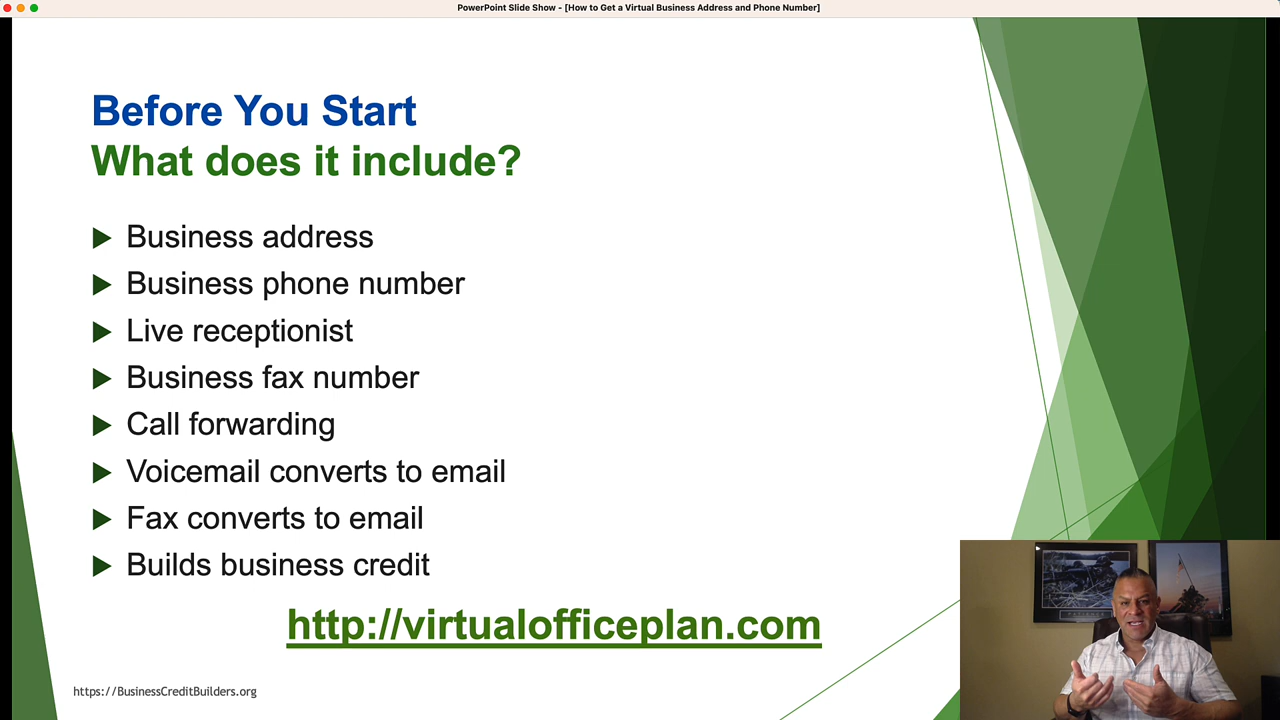 PowerPoint Slide Show - [How to Get a Virtual Business Address and Phone Number]
Before You Start
What does it include?
Business address
Business phone number
Live receptionist
Business fax number
Call forwarding
Voicemail converts to email
Fax converts to email
Builds business credit
http://virtualofficeplan.com
https://BusinessCreditBuilders.org